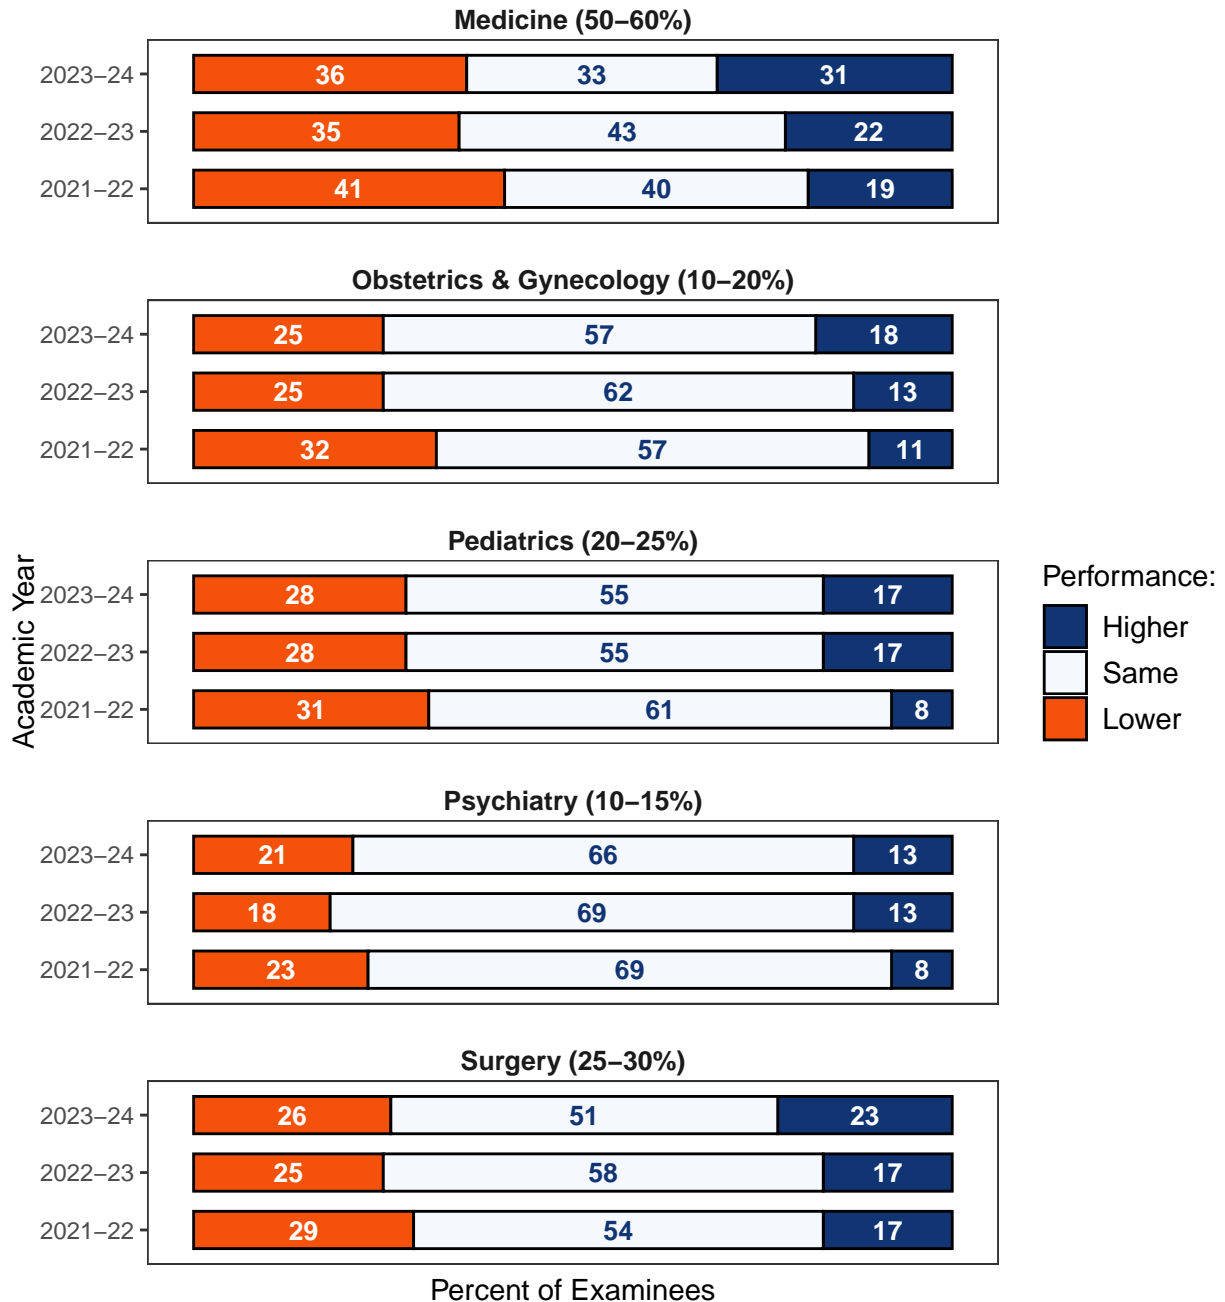 Medicine (50–60%)
2023–24 36 33 31
2022–23 35 43 22
2021–22 41 40 19
Obstetrics & Gynecology (10–20%)
2023–24 25 57 18
2022–23 25 62 13
2021–22 32 57 11
Pediatrics (20–25%)
2023–24 28 55 17
2022–23 28 55 17
2021–22 31 61 8
Psychiatry (10–15%)
2023–24 21 66 13
2022–23 18 69 13
2021–22 23 69 8
Surgery (25–30%)
2023–24 26 51 23
2022–23 25 58 17
2021–22 29 54 17
Percent of Examinees
Academic Year
Performance:
Higher
Same
Lower